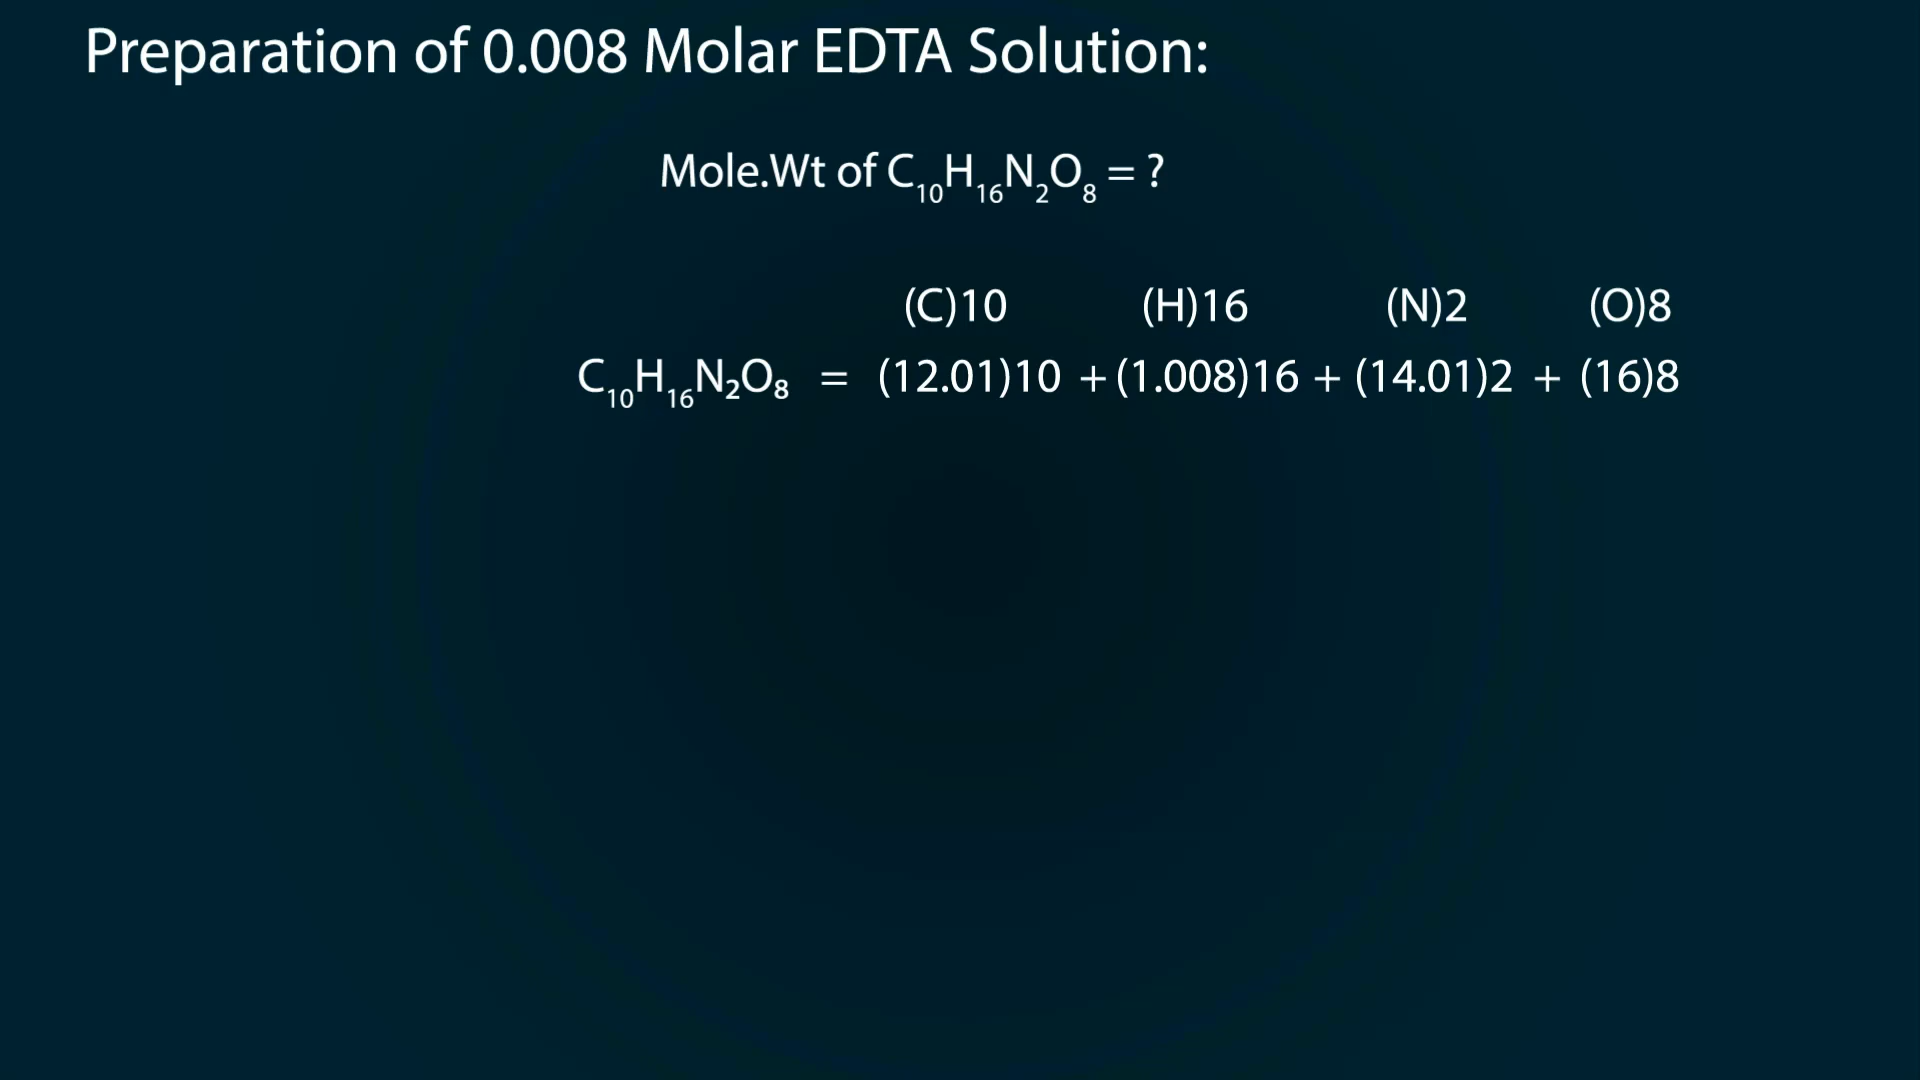 Preparation of 0.008 Molar EDTA Solution:
Mole.Wt of C₁₀H₁₆N₂O₈ = ?
(C)10 (H)16 (N)2 (O)8
C₁₀H₁₆N₂O₈ = (12.01)10 + (1.008)16 + (14.01)2 + (16)8